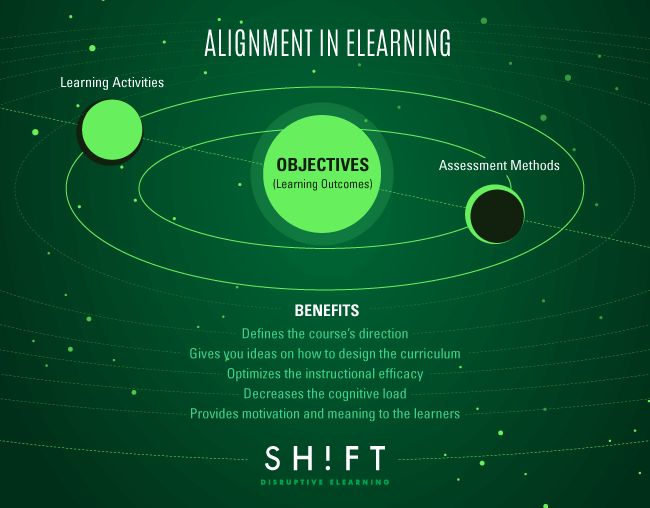 ALIGNMENT IN ELEARNING
Learning Activities
OBJECTIVES
(Learning Outcomes)
Assessment Methods
BENEFITS
Defines the course's direction
Gives you ideas on how to design the curriculum
Optimizes the instructional efficacy
Decreases the cognitive load
Provides motivation and meaning to the learners
SH!FT
DISRUPTIVE ELEARNING